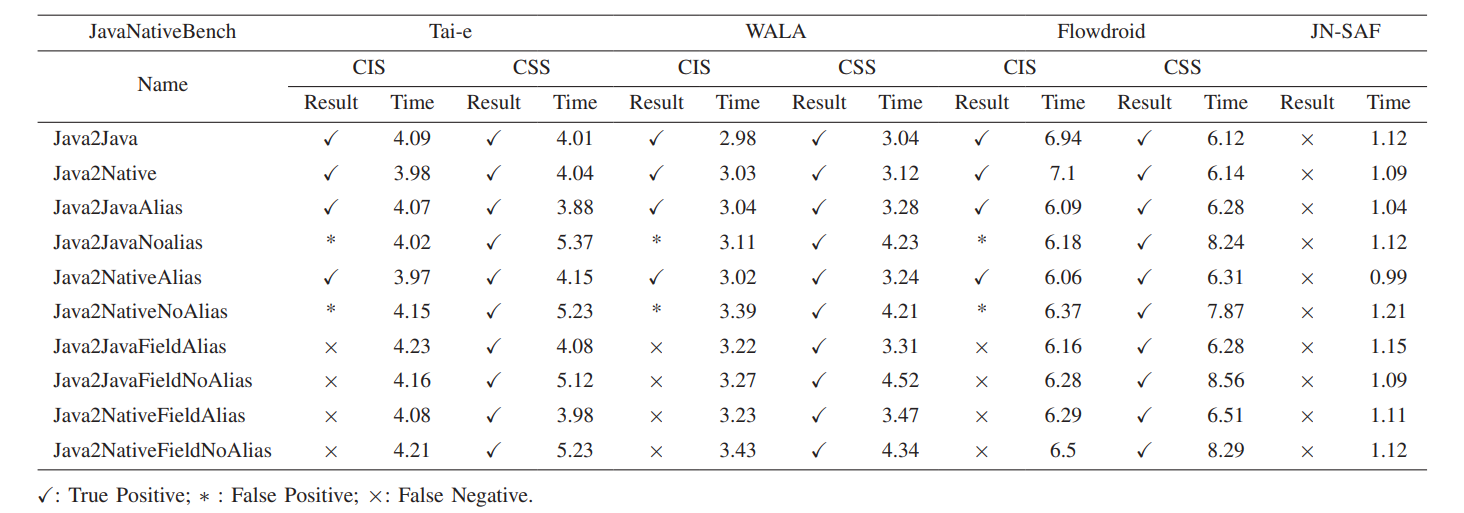 JavaNativeBench Tai-e WALA Flowdroid JN-SAF
Name CIS CSS CIS CSS CIS CSS
Result Time Result Time Result Time Result Time Result Time Result Time Result Time
Java2Java ✓ 4.09 ✓ 4.01 ✓ 2.98 ✓ 3.04 ✓ 6.94 ✓ 6.12 × 1.12
Java2Native ✓ 3.98 ✓ 4.04 ✓ 3.03 ✓ 3.12 ✓ 7.1 ✓ 6.14 × 1.09
Java2JavaAlias ✓ 4.07 ✓ 3.88 ✓ 3.04 ✓ 3.28 ✓ 6.09 ✓ 6.28 × 1.04
Java2JavaNoalias * 4.02 ✓ 5.37 * 3.11 ✓ 4.23 * 6.18 ✓ 8.24 × 1.12
Java2NativeAlias ✓ 3.97 ✓ 4.15 ✓ 3.02 ✓ 3.24 ✓ 6.06 ✓ 6.31 × 0.99
Java2NativeNoAlias * 4.15 ✓ 5.23 * 3.39 ✓ 4.21 * 6.37 ✓ 7.87 × 1.21
Java2JavaFieldAlias × 4.23 ✓ 4.08 × 3.22 ✓ 3.31 × 6.16 ✓ 6.28 × 1.15
Java2JavaFieldNoAlias × 4.16 ✓ 5.12 × 3.27 ✓ 4.52 × 6.28 ✓ 8.56 × 1.09
Java2NativeFieldAlias × 4.08 ✓ 3.98 × 3.23 ✓ 3.47 × 6.29 ✓ 6.51 × 1.11
Java2NativeFieldNoAlias × 4.21 ✓ 5.23 × 3.43 ✓ 4.34 × 6.5 ✓ 8.29 × 1.12
✓: True Positive; * : False Positive; ×: False Negative.